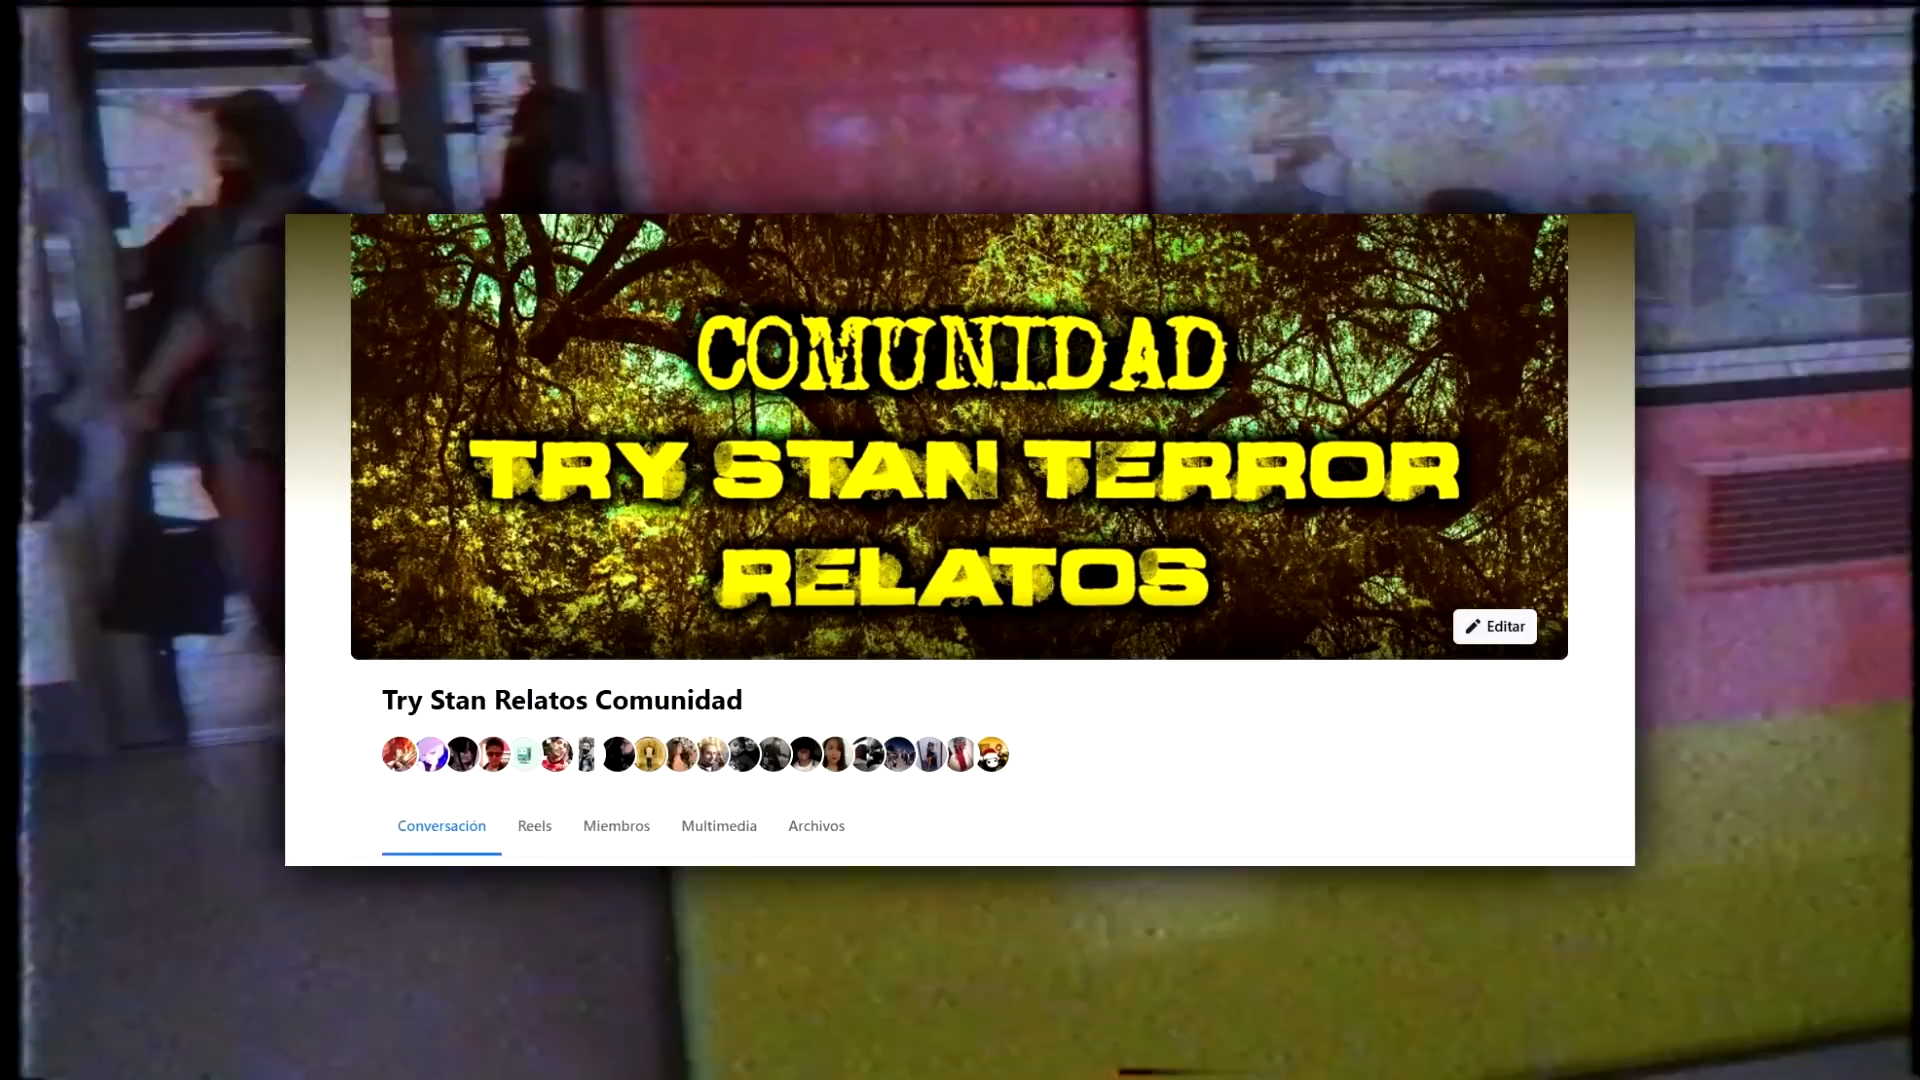 COMUNIDAD
TRY STAN TERROR
RELATOS
Editar
Try Stan Relatos Comunidad
Conversación Reels Miembros Multimedia Archivos